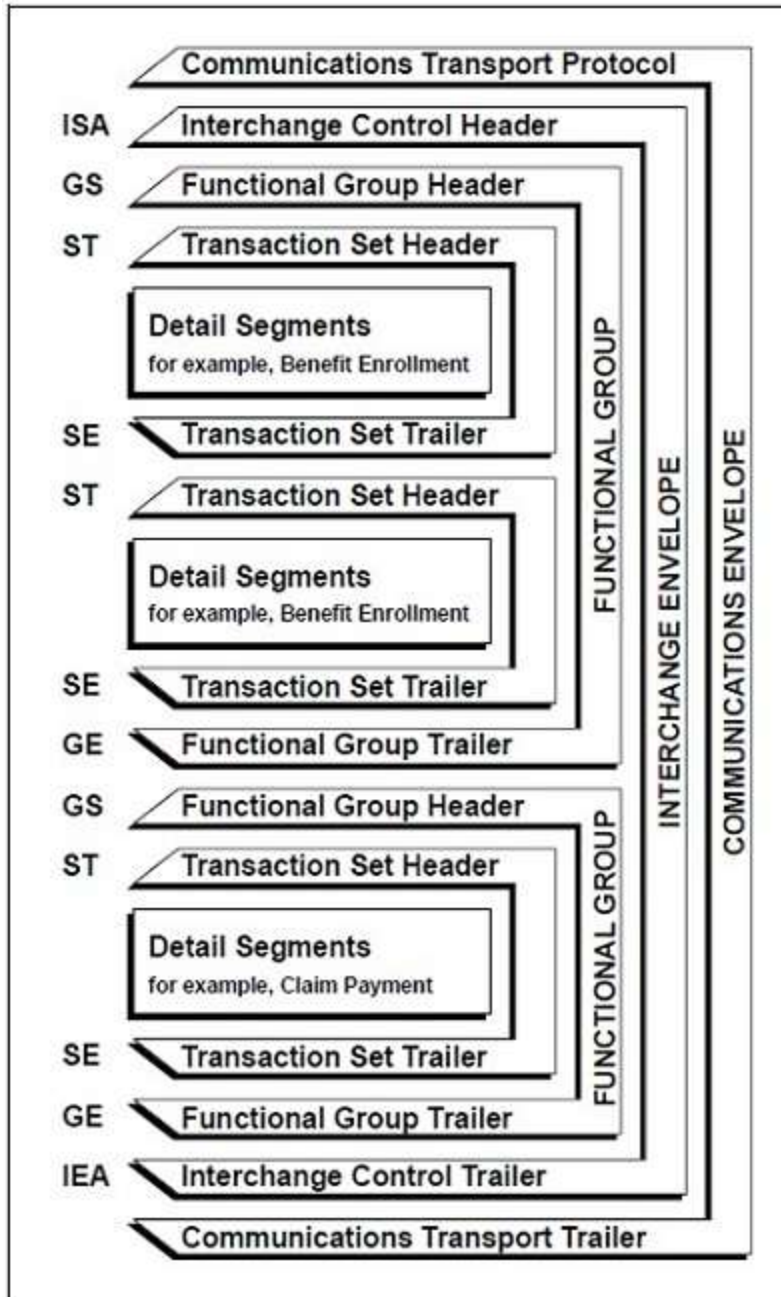 Communications Transport Protocol
ISA Interchange Control Header
GS Functional Group Header
ST Transaction Set Header
Detail Segments
for example, Benefit Enrollment
SE Transaction Set Trailer
ST Transaction Set Header
Detail Segments
for example, Benefit Enrollment
SE Transaction Set Trailer
GE Functional Group Trailer
FUNCTIONAL GROUP
GS Functional Group Header
ST Transaction Set Header
Detail Segments
for example, Claim Payment
SE Transaction Set Trailer
GE Functional Group Trailer
FUNCTIONAL GROUP
IEA Interchange Control Trailer
INTERCHANGE ENVELOPE
Communications Transport Trailer
COMMUNICATIONS ENVELOPE